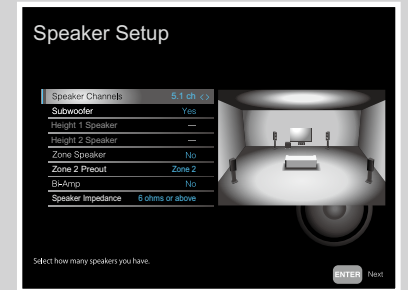 Speaker Setup
Speaker Channels 5.1 ch <>
Subwoofer Yes
Height 1 Speaker —
Height 2 Speaker —
Zone Speaker No
Zone 2 Preout Zone 2
Bi-Amp No
Speaker Impedance 6 ohms or above
Select how many speakers you have.
ENTER Next